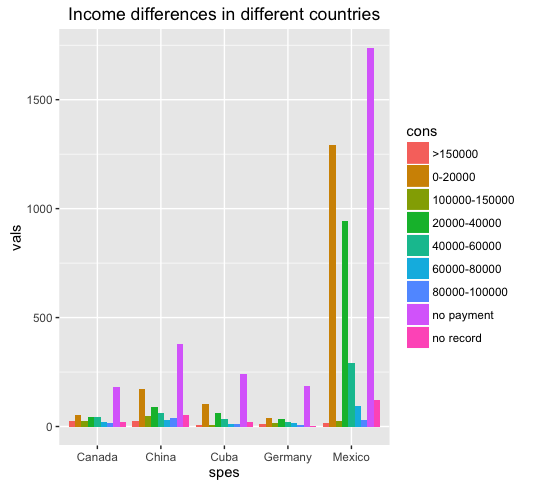 Income differences in different countries
vals
1500
1000
500
0
Canada China Cuba Germany Mexico
spes
cons
>150000
0-20000
100000-150000
20000-40000
40000-60000
60000-80000
80000-100000
no payment
no record